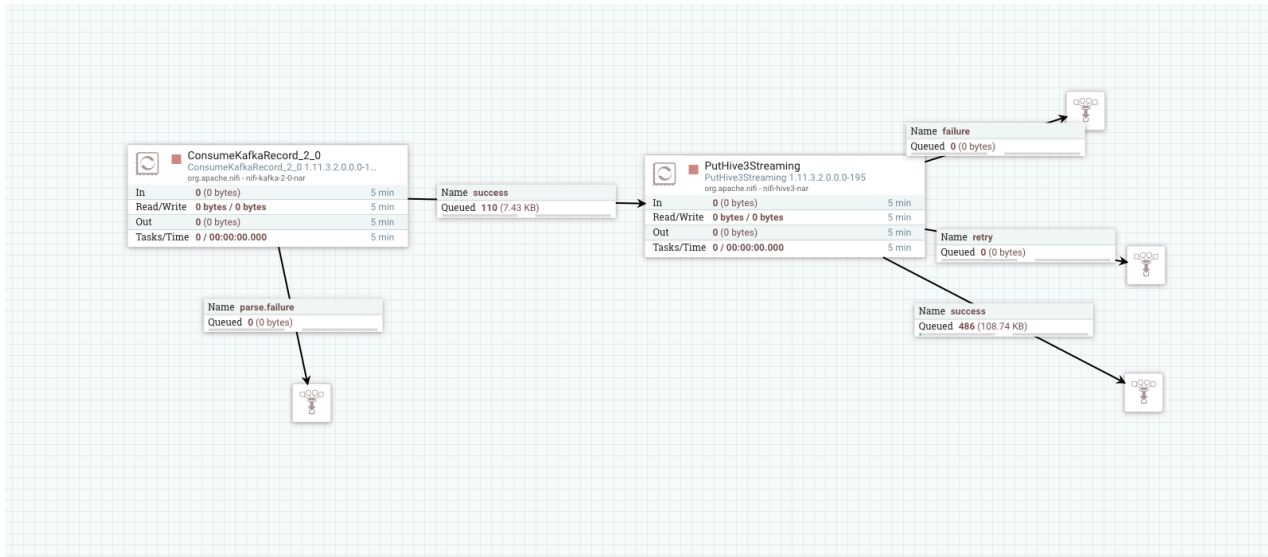 ConsumeKafkaRecord_2_0
ConsumeKafkaRecord_2_0 1.11.3.2.0.0.0-1...
org.apache.nifi - nifi-kafka-2-0-nar
In 0 (0 bytes) 5 min
Read/Write 0 bytes / 0 bytes 5 min
Out 0 (0 bytes) 5 min
Tasks/Time 0 / 00:00:00.000 5 min
Name success
Queued 110 (7.43 KB)
Name parse.failure
Queued 0 (0 bytes)
PutHive3Streaming
PutHive3Streaming 1.11.3.2.0.0.0-195
org.apache.nifi - nifi-hive3-nar
In 0 (0 bytes) 5 min
Read/Write 0 bytes / 0 bytes 5 min
Out 0 (0 bytes) 5 min
Tasks/Time 0 / 00:00:00.000 5 min
Name failure
Queued 0 (0 bytes)
Name retry
Queued 0 (0 bytes)
Name success
Queued 486 (108.74 KB)